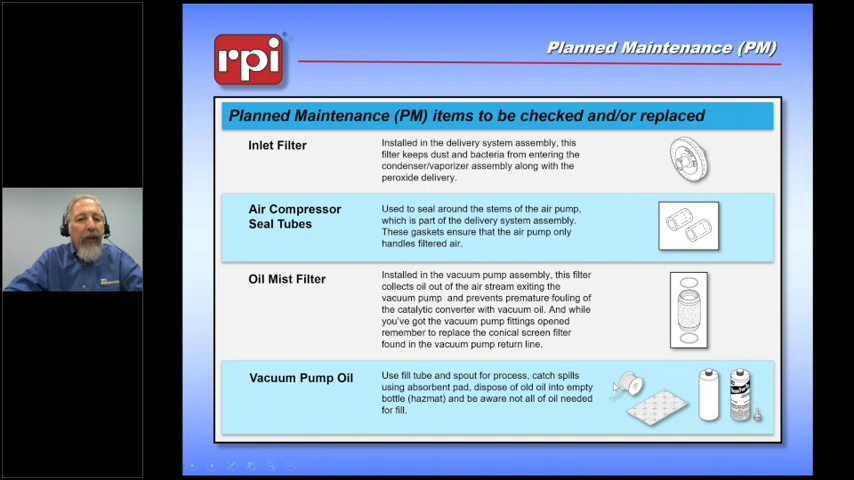 rpi
Planned Maintenance (PM)
Planned Maintenance (PM) items to be checked and/or replaced
Inlet Filter
Installed in the delivery system assembly, this
filter keeps dust and bacteria from entering the
condenser/vaporizer assembly along with the
peroxide delivery.
Air Compressor
Seal Tubes
Used to seal around the stems of the air pump,
which is part of the delivery system assembly.
These gaskets ensure that the air pump only
handles filtered air.
Oil Mist Filter
Installed in the vacuum pump assembly, this filter
collects oil out of the air stream exiting the
vacuum pump and prevents premature fouling of
the catalytic converter with vacuum oil. And while
you've got the vacuum pump fittings opened
remember to replace the conical screen filter
found in the vacuum pump return line.
Vacuum Pump Oil
Use fill tube and spout for process, catch spills
using absorbent pad, dispose of old oil into empty
bottle (hazmat) and be aware not all of oil needed
for fill.